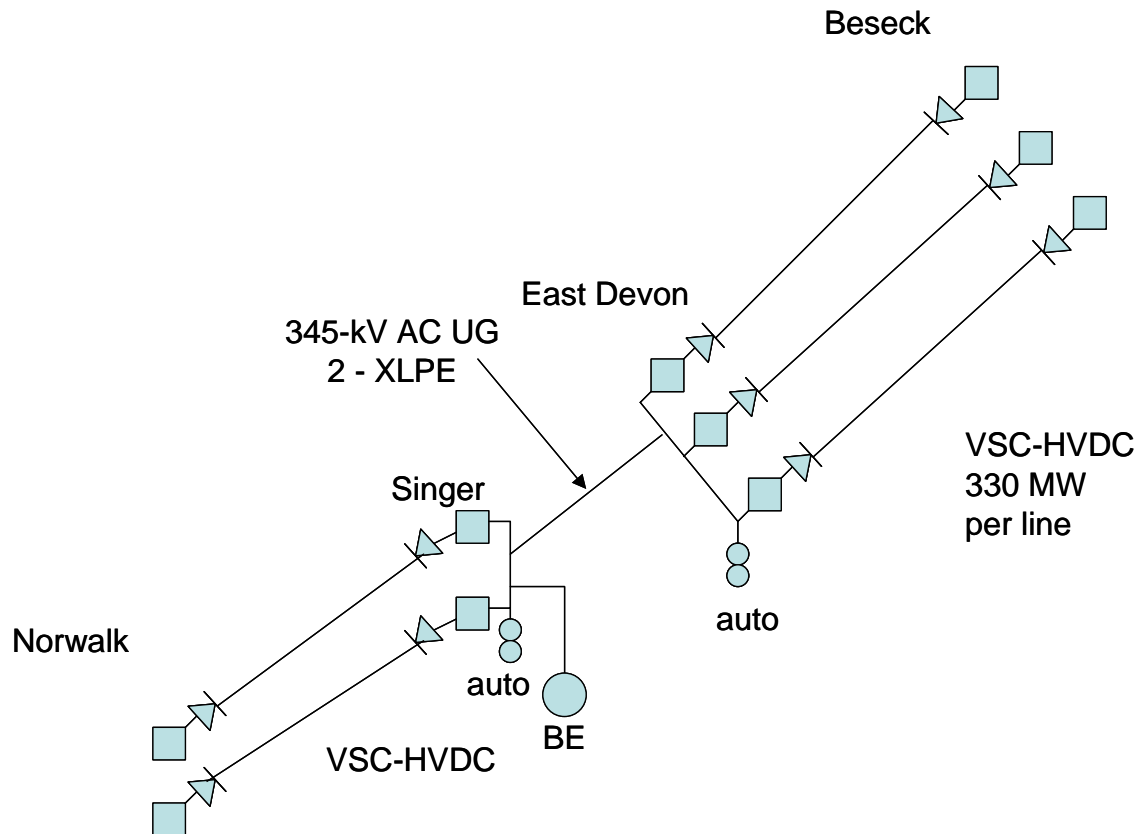 Beseck
East Devon
345-kV AC UG
2 - XLPE
VSC-HVDC
330 MW
per line
Singer
auto
Norwalk
auto
BE
VSC-HVDC